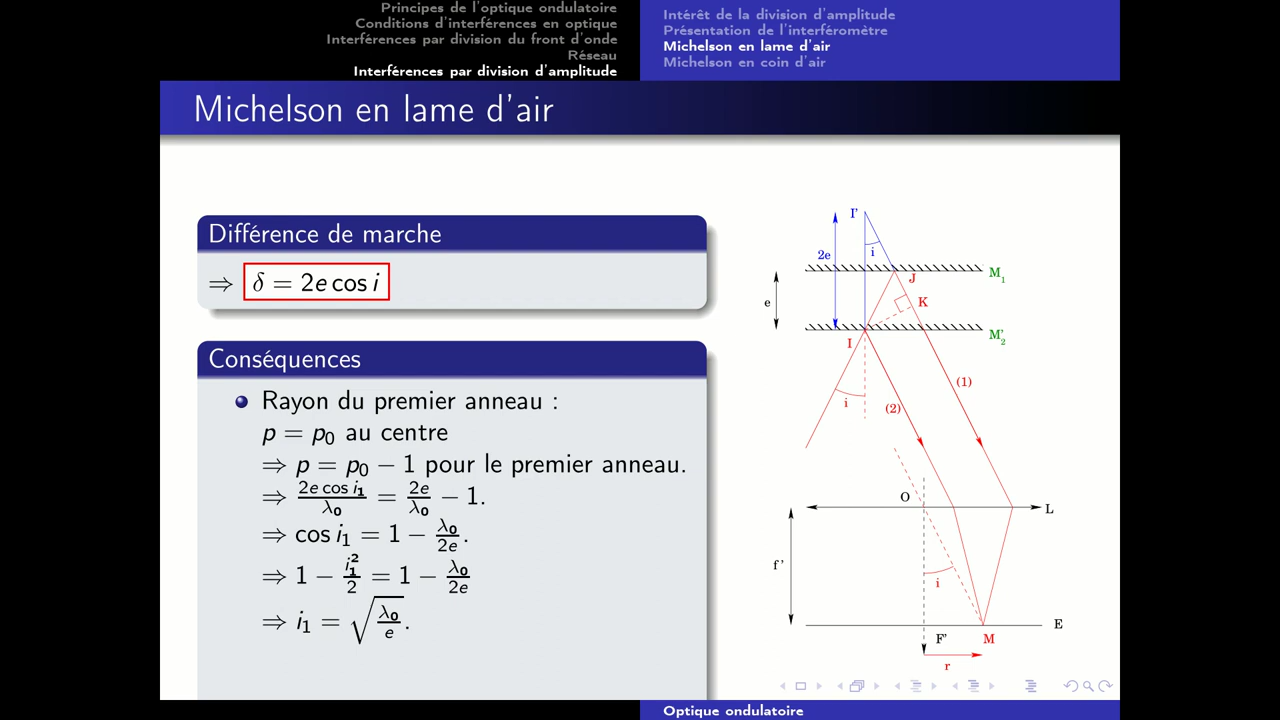 Principes de l'optique ondulatoire
Conditions d'interférences en optique
Interférences par division du front d'onde
Réseau
Interférences par division d'amplitude
Intérêt de la division d'amplitude
Présentation de l'interféromètre
Michelson en lame d'air
Michelson en coin d'air
Michelson en lame d'air
Différence de marche
⇒ δ = 2e cos i
Conséquences
Rayon du premier anneau :
p = p₀ au centre
⇒ p = p₀ − 1 pour le premier anneau.
⇒ 2e cos i₁ / λ₀ = 2e / λ₀ − 1.
⇒ cos i₁ = 1 − λ₀ / 2e.
⇒ 1 − i₁² / 2 = 1 − λ₀ / 2e
⇒ i₁ = √(λ₀ / e).
I'
2e
i
M₁
J
e
K
M'₂
I
(1)
i
(2)
O
L
f'
i
E
F'
M
r
Optique ondulatoire